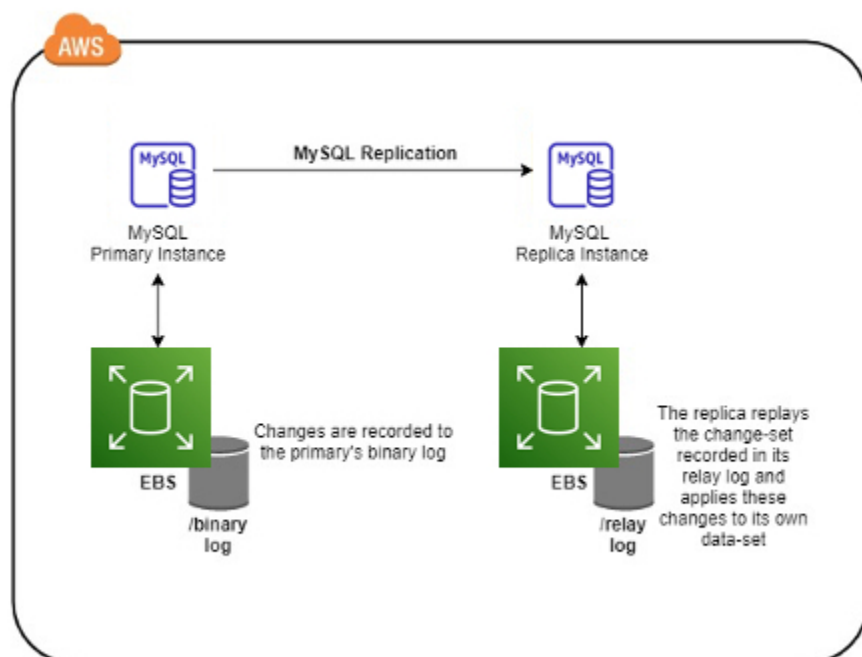 AWS
MySQL Replication
MySQL
MySQL
MySQL
Primary Instance
MySQL
Replica Instance
Changes are recorded to
the primary's binary log
EBS
/binary
log
The replica replays
the change-set
recorded in its
relay log and
applies these
changes to its own
data-set
EBS
/relay
log